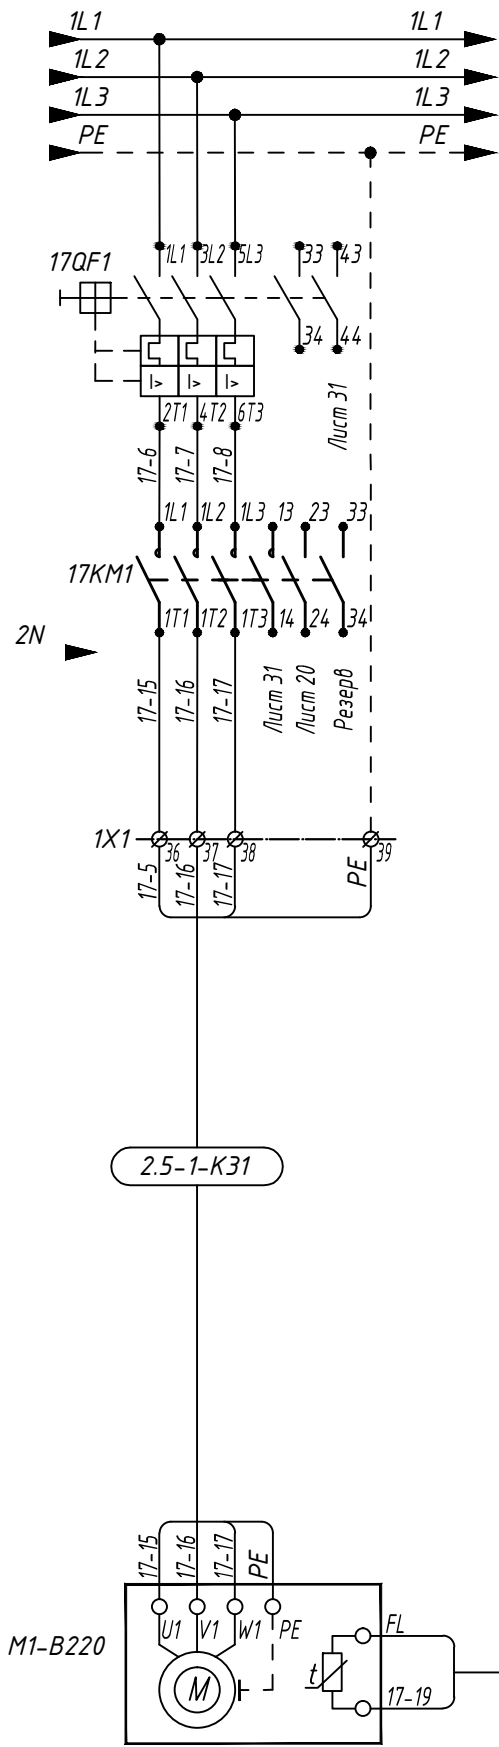 1L1 1L1
1L2 1L2
1L3 1L3
PE PE
17QF1 1L1 3L2 5L3 33 43
34 44
I> I> I>
2T1 4T2 6T3
Лист 31
17-6 17-7 17-8
1L1 1L2 1L3 13 23 33
17KM1
1T1 1T2 1T3 14 24 34
2N
17-15 17-16 17-17 Лист 31 Лист 20 Резерв
1X1 36 37 38 39
17-5 17-16 17-17 PE
2.5-1-K31
17-15 17-16 17-17 PE
U1 V1 W1 PE FL
M1-B220
M t 17-19